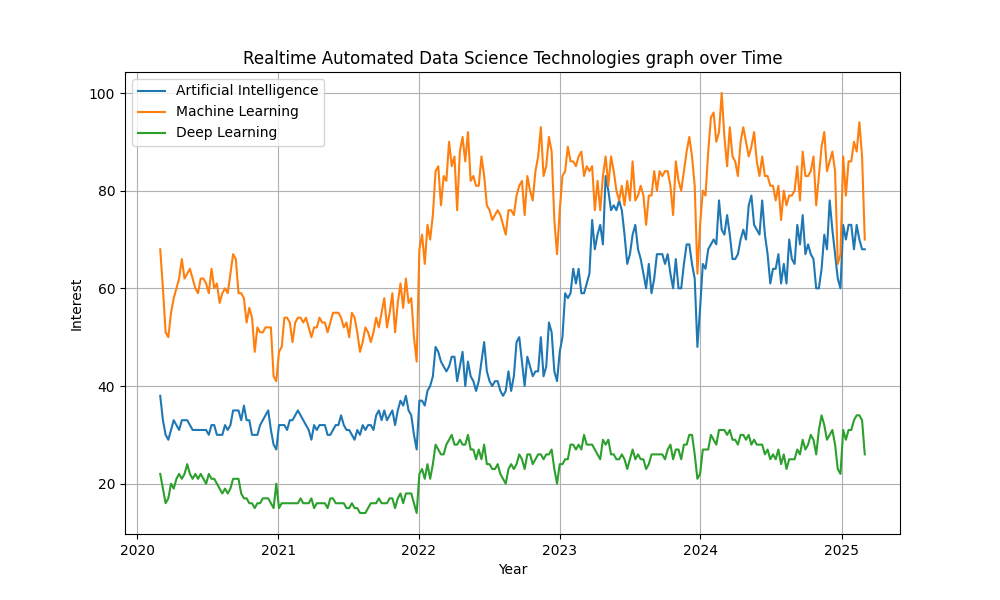 Realtime Automated Data Science Technologies graph over Time
Artificial Intelligence
Machine Learning
Deep Learning
100
80
60
40
20
Interest
2020 2021 2022 2023 2024 2025
Year